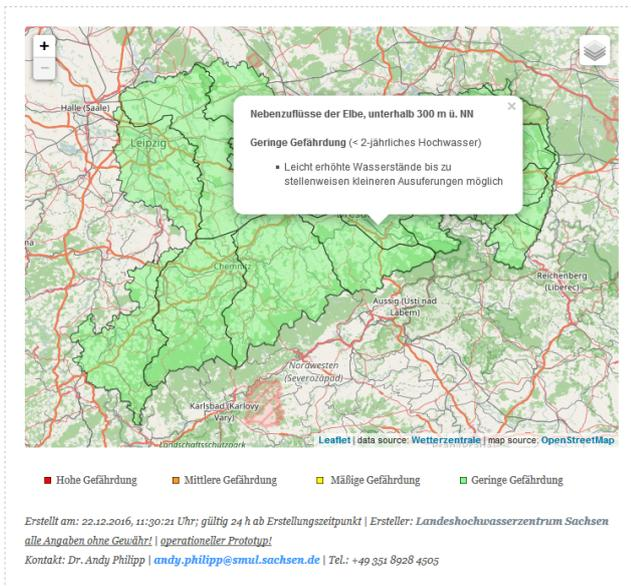 +
−
Halle (Saale)
Leipzig
×
Nebenzuflüsse der Elbe, unterhalb 300 m ü. NN
Geringe Gefährdung (< 2-jährliches Hochwasser)
▪ Leicht erhöhte Wasserstände bis zu
stellenweisen kleineren Ausuferungen möglich
Chemnitz
Reichenberg
(Liberec)
Aussig (Ústí nad
Labem)
Nordwesten
(Severozápad)
Karlsbad (Karlovy
Vary)
Landschaftsschutzpark
Leaflet | data source: Wetterzentrale | map source: OpenStreetMap
Hohe Gefährdung Mittlere Gefährdung Mäßige Gefährdung Geringe Gefährdung
Erstellt am: 22.12.2016, 11:30:21 Uhr; gültig 24 h ab Erstellungszeitpunkt | Ersteller: Landeshochwasserzentrum Sachsen
alle Angaben ohne Gewähr! | operationeller Prototyp!
Kontakt: Dr. Andy Philipp | andy.philipp@smul.sachsen.de | Tel.: +49 351 8928 4505